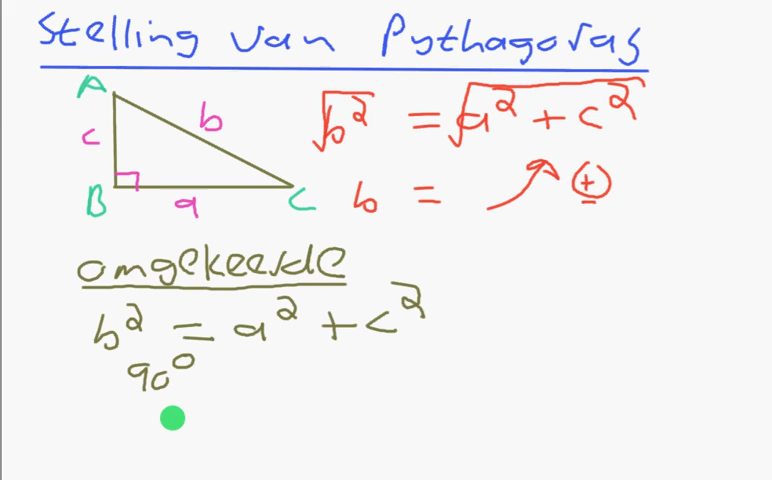 Stelling van Pythagoras
A
c
b
B
a
C
√b² = √a² + c²
b = (±)
omgekeerde
b² = a² + c²
90°